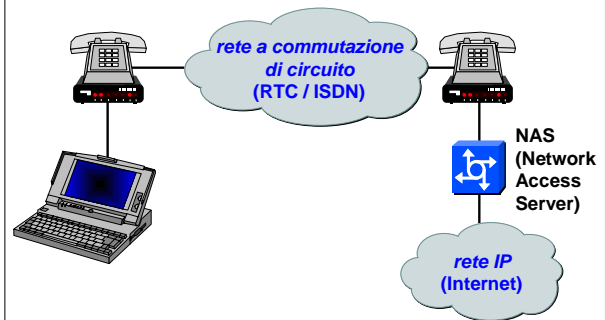 rete a commutazione
di circuito
(RTC / ISDN)
NAS
(Network
Access
Server)
rete IP
(Internet)